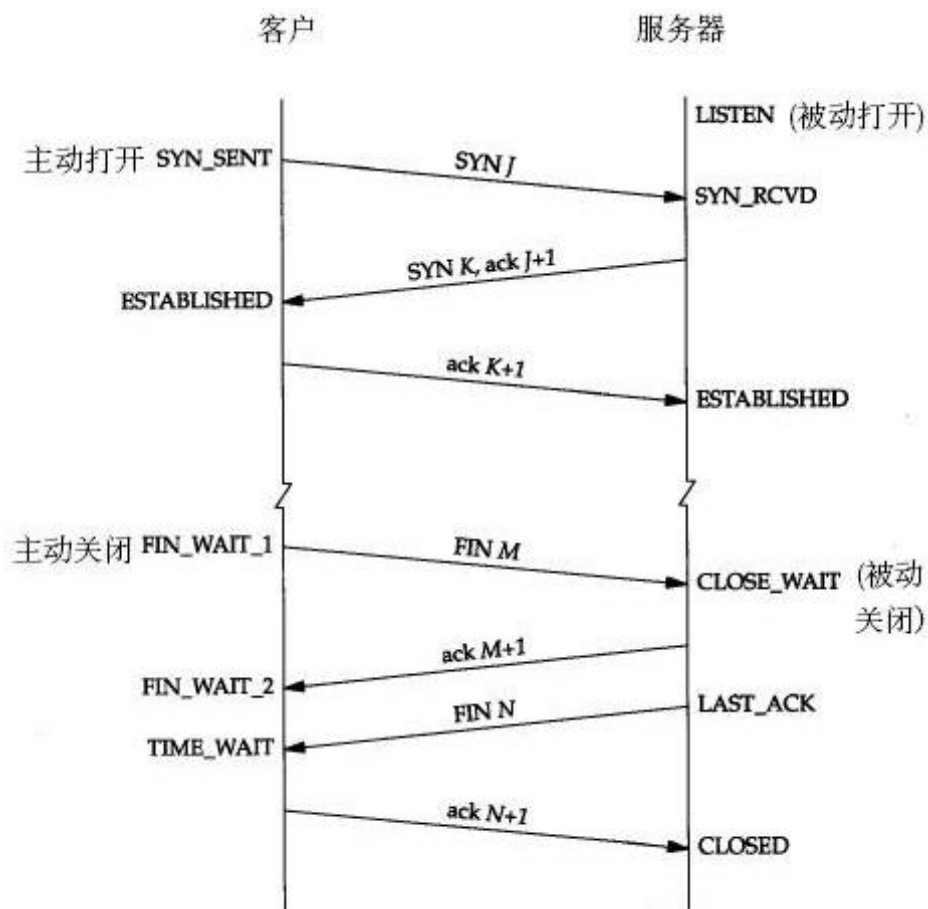 客户
服务器
LISTEN (被动打开)
主动打开 SYN_SENT
SYN J
SYN_RCVD
SYN K, ack J+1
ESTABLISHED
ack K+1
ESTABLISHED
主动关闭 FIN_WAIT_1
FIN M
CLOSE_WAIT (被动
关闭)
ack M+1
FIN_WAIT_2
FIN N
LAST_ACK
TIME_WAIT
ack N+1
CLOSED